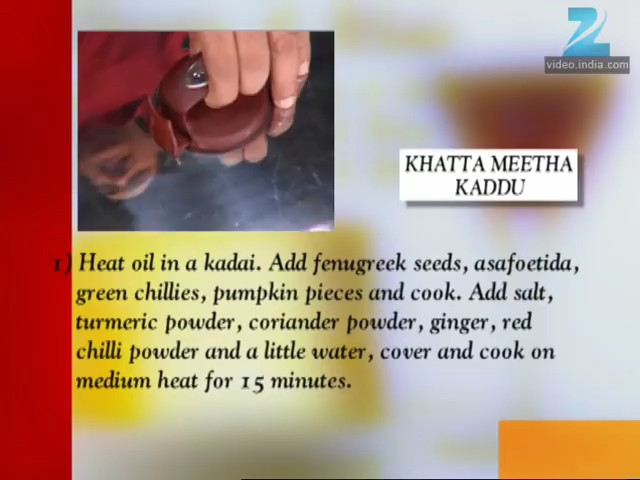 Z
video.india.com
KHATTA MEETHA
KADDU
1) Heat oil in a kadai. Add fenugreek seeds, asafoetida,
green chillies, pumpkin pieces and cook. Add salt,
turmeric powder, coriander powder, ginger, red
chilli powder and a little water, cover and cook on
medium heat for 15 minutes.